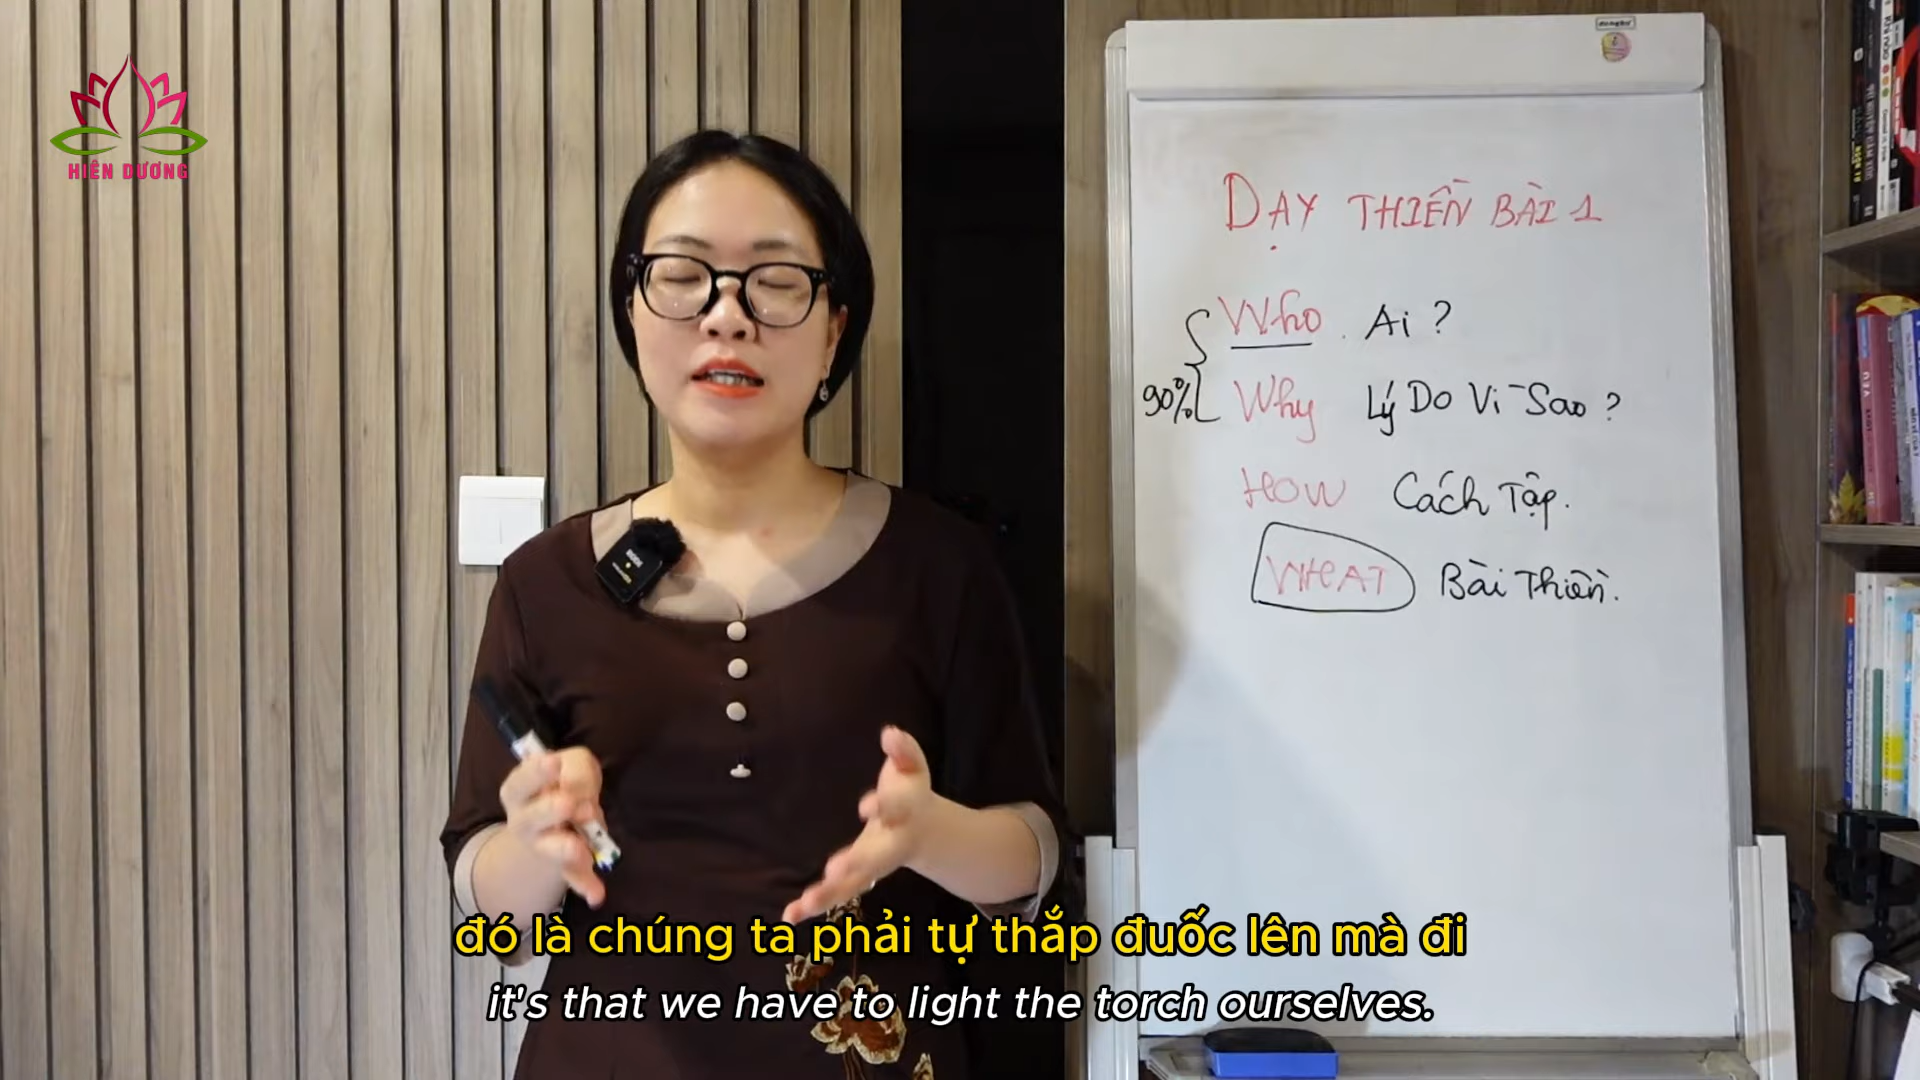 HIÊN DƯƠNG
DẠY THIỀN BÀI 1
Who. Ai ?
90% Why Lý Do Vì Sao ?
HOW Cách Tập.
WHAT Bài Thiền.
đó là chúng ta phải tự thắp đuốc lên mà đi
it's that we have to light the torch ourselves.